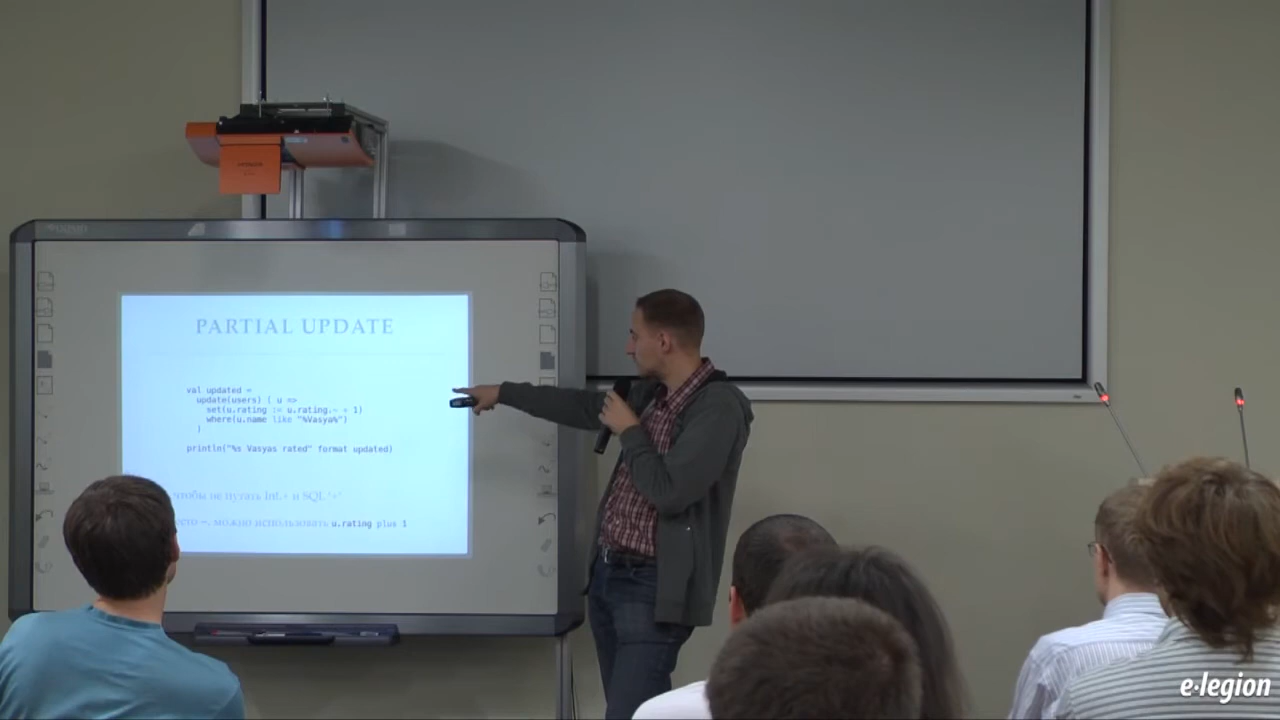 HITACHI
PARTIAL UPDATE
val updated =
update(users) { u =>
set(u.rating := u.rating.~ + 1)
where(u.name like "%Vasya%")
}
println("%s Vasyas rated" format updated)
чтобы не путать Int.+ и SQL '+'
~, можно использовать u.rating plus 1
e·legion